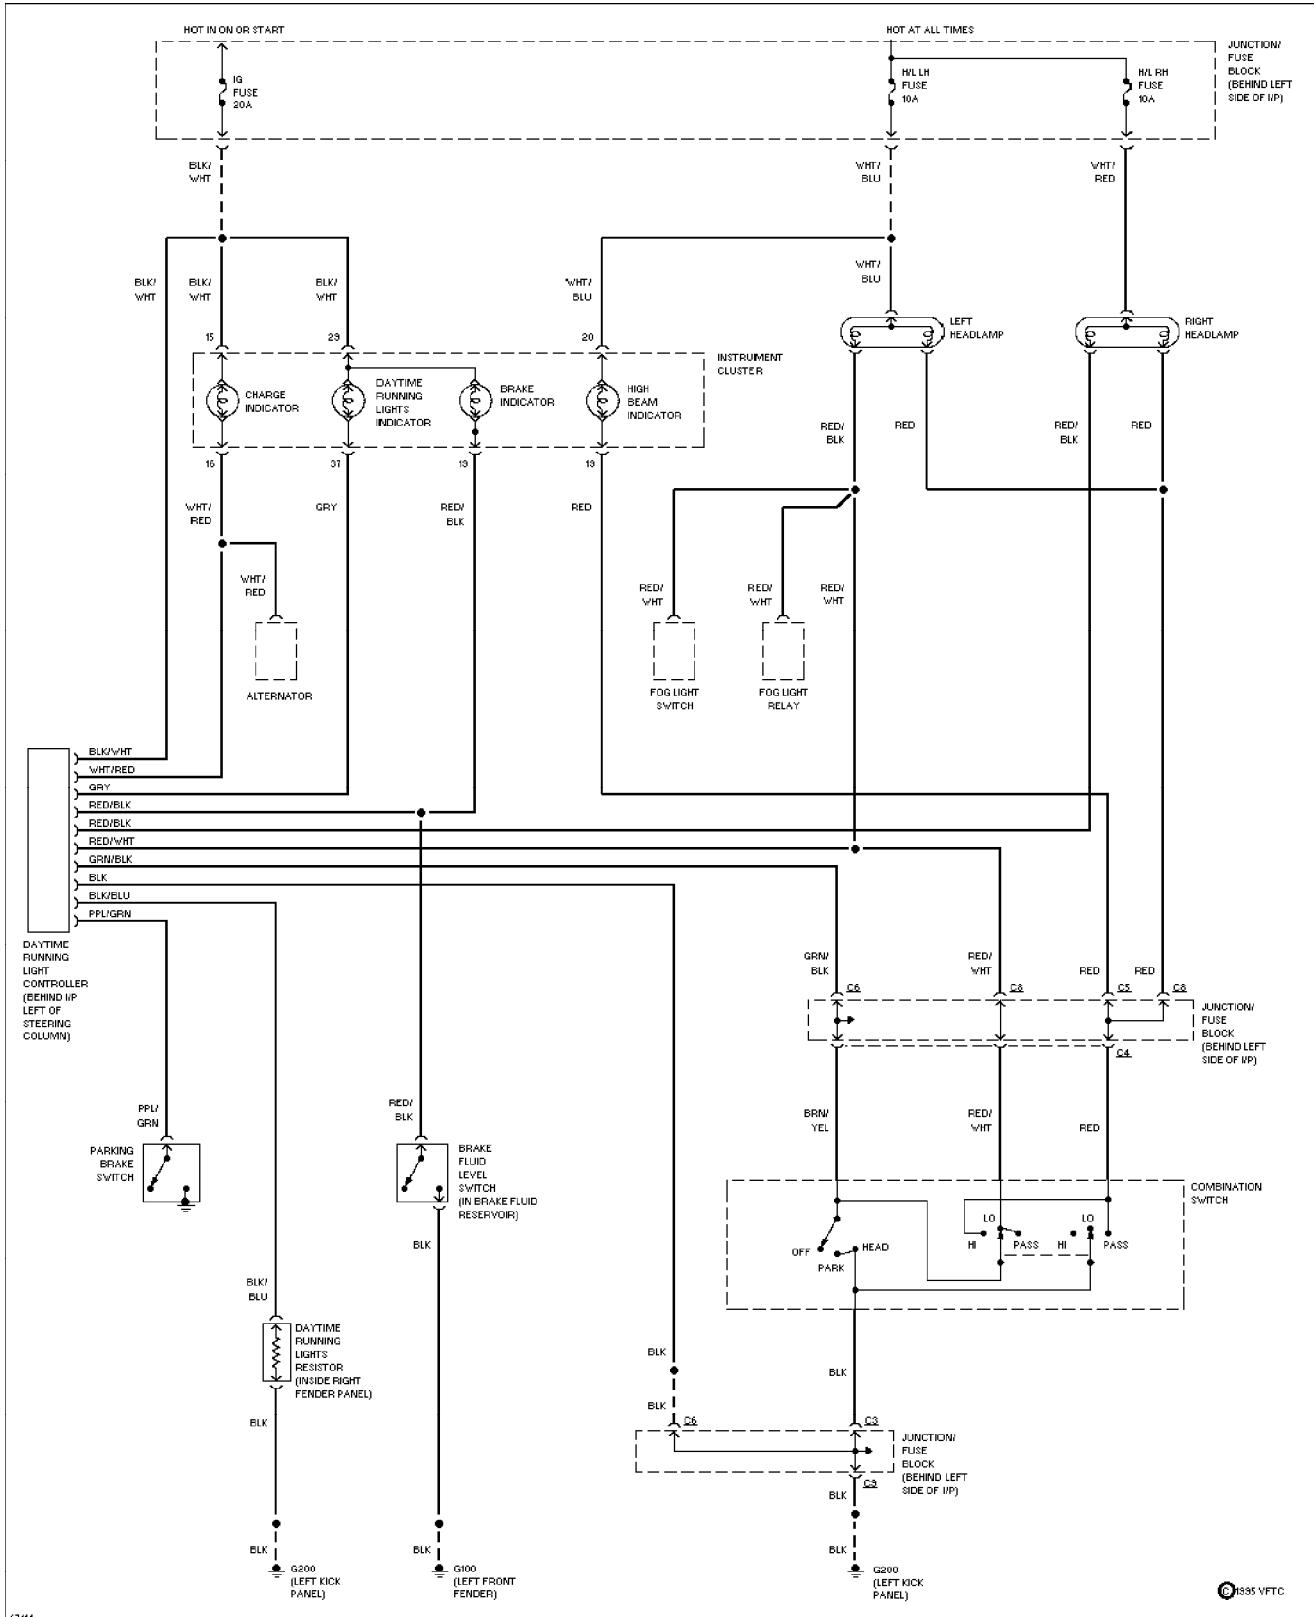 HOT IN ON OR START
HOT AT ALL TIMES
JUNCTION/
FUSE
BLOCK
(BEHIND LEFT
SIDE OF I/P)
IG
FUSE
20A
H/L LH
FUSE
10A
H/L RH
FUSE
10A
BLK/
WHT
WHT/
BLU
WHT/
RED
BLK/
WHT
BLK/
WHT
BLK/
WHT
WHT/
BLU
WHT/
BLU
15
29
20
LEFT
HEADLAMP
RIGHT
HEADLAMP
INSTRUMENT
CLUSTER
CHARGE
INDICATOR
DAYTIME
RUNNING
LIGHTS
INDICATOR
BRAKE
INDICATOR
HIGH
BEAM
INDICATOR
RED/
BLK
RED
RED/
BLK
RED
16
37
19
19
WHT/
RED
GRY
RED/
BLK
RED
WHT/
RED
RED/
WHT
RED/
WHT
RED/
WHT
ALTERNATOR
FOG LIGHT
SWITCH
FOG LIGHT
RELAY
BLK/WHT
WHT/RED
GRY
RED/BLK
RED/BLK
RED/WHT
GRN/BLK
BLK
BLK/BLU
PPL/GRN
DAYTIME
RUNNING
LIGHT
CONTROLLER
(BEHIND I/P
LEFT OF
STEERING
COLUMN)
GRN/
BLK
RED/
WHT
RED
RED
C6
C8
C5
C8
JUNCTION/
FUSE
BLOCK
(BEHIND LEFT
SIDE OF I/P)
C4
PPL/
GRN
RED/
BLK
BRN/
YEL
RED/
WHT
RED
PARKING
BRAKE
SWITCH
BRAKE
FLUID
LEVEL
SWITCH
(IN BRAKE FLUID
RESERVOIR)
COMBINATION
SWITCH
OFF
PARK
HEAD
LO
HI
PASS
LO
HI
PASS
BLK
BLK/
BLU
DAYTIME
RUNNING
LIGHTS
RESISTOR
(INSIDE RIGHT
FENDER PANEL)
BLK
BLK
BLK
BLK
C6
C3
JUNCTION/
FUSE
BLOCK
(BEHIND LEFT
SIDE OF I/P)
C9
BLK
BLK
BLK
BLK
G200
(LEFT KICK
PANEL)
G100
(LEFT FRONT
FENDER)
G200
(LEFT KICK
PANEL)
© 1995 VFTC